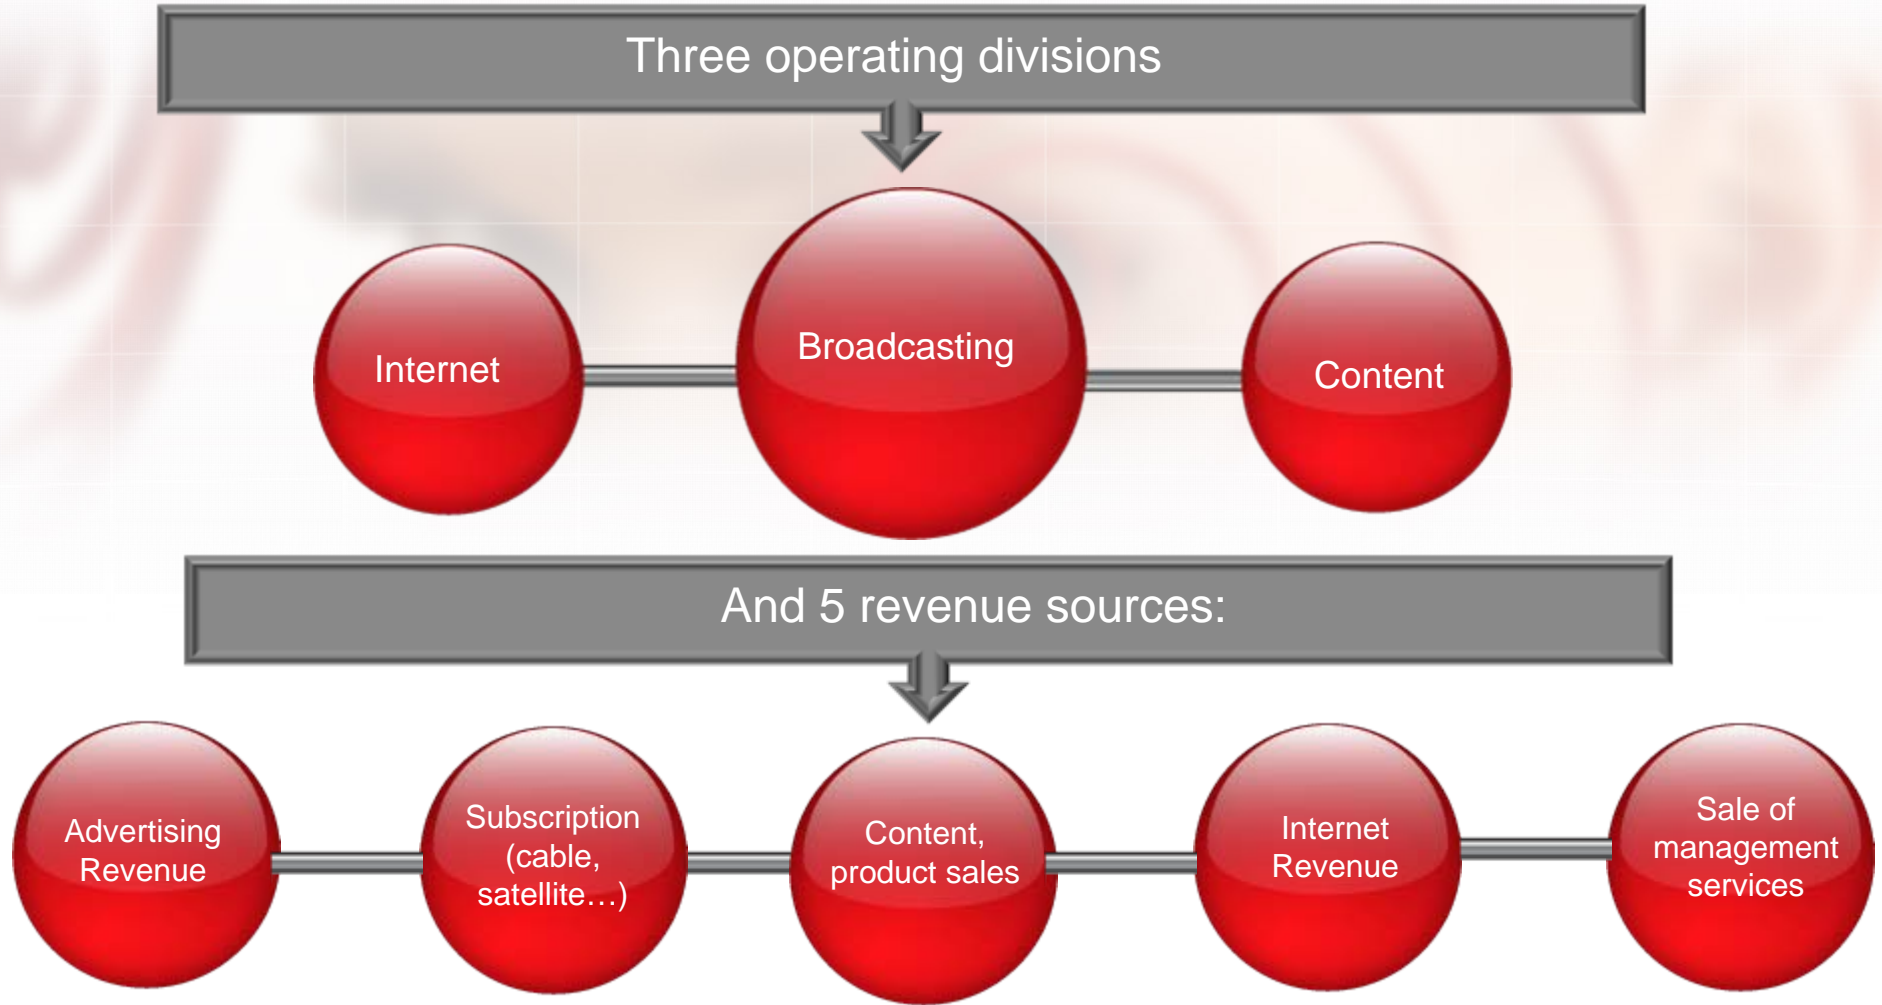 Three operating divisions
Internet
Broadcasting
Content
And 5 revenue sources:
Advertising
Revenue
Subscription
(cable,
satellite…)
Content,
product sales
Internet
Revenue
Sale of
management
services